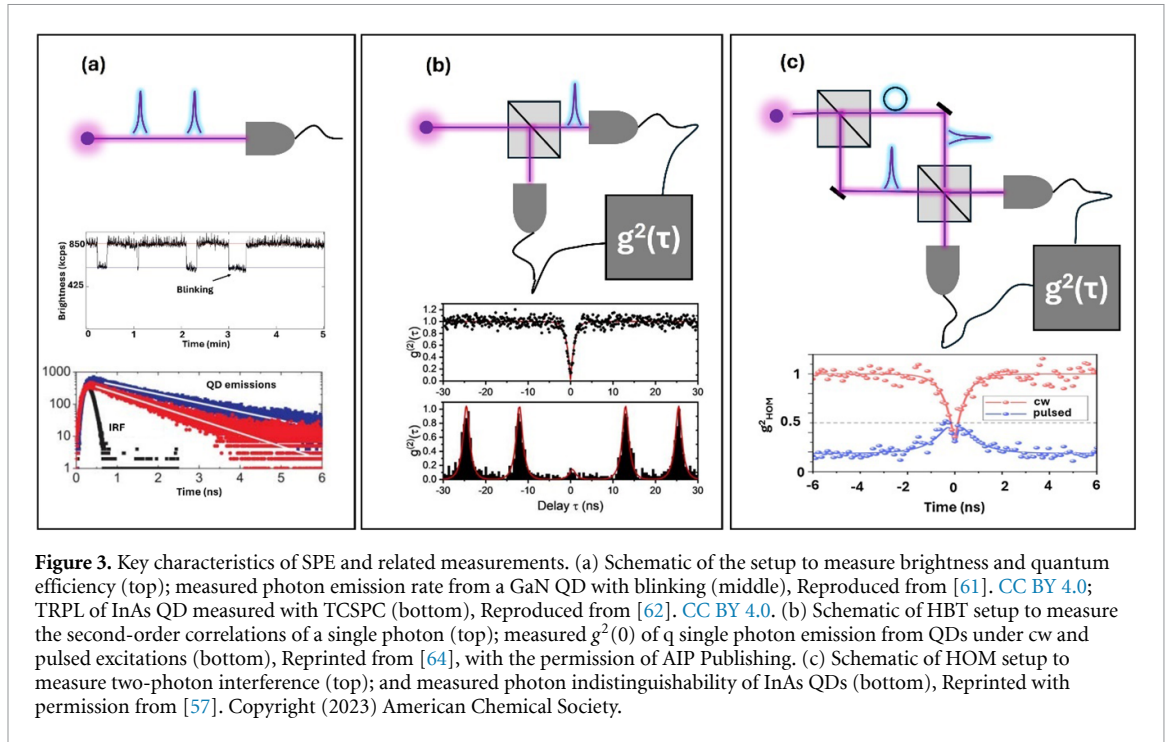 (a)
Brightness (kcps)
850
425
Blinking
0 1 2 3 4 5
Time (min)
1000
100
10
1
QD emissions
IRF
0 1 2 3 4 5 6
Time (ns)
(b)
g²(τ)
g⁽²⁾(τ)
1.2
1.0
0.8
0.6
0.4
0.2
0.0
-30 -20 -10 0 10 20 30
g⁽²⁾(τ)
1.0
0.8
0.6
0.4
0.2
0.0
-30 -20 -10 0 10 20 30
Delay τ (ns)
(c)
g²(τ)
g²HOM
1
0.5
0
cw
pulsed
-6 -4 -2 0 2 4 6
Time (ns)
Figure 3. Key characteristics of SPE and related measurements. (a) Schematic of the setup to measure brightness and quantum
efficiency (top); measured photon emission rate from a GaN QD with blinking (middle), Reproduced from [61]. CC BY 4.0;
TRPL of InAs QD measured with TCSPC (bottom), Reproduced from [62]. CC BY 4.0. (b) Schematic of HBT setup to measure
the second-order correlations of a single photon (top); measured g²(0) of q single photon emission from QDs under cw and
pulsed excitations (bottom), Reprinted from [64], with the permission of AIP Publishing. (c) Schematic of HOM setup to
measure two-photon interference (top); and measured photon indistinguishability of InAs QDs (bottom), Reprinted with
permission from [57]. Copyright (2023) American Chemical Society.